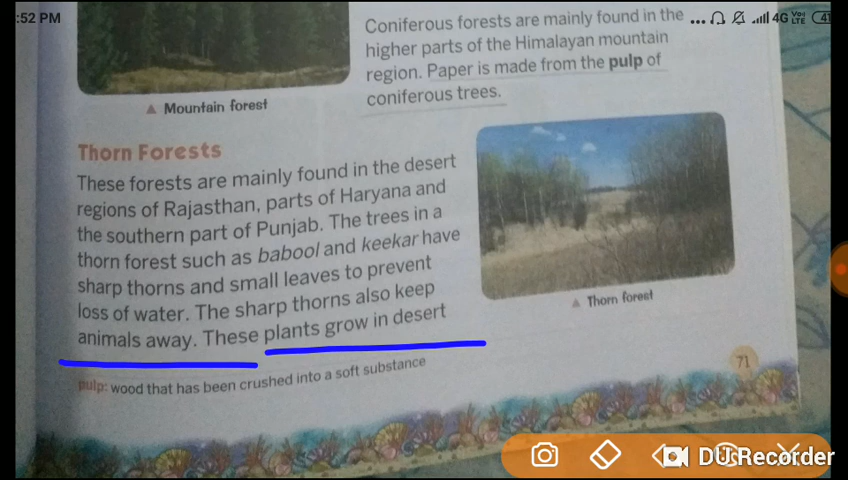 :52 PM
4G VoLTE 41
Coniferous forests are mainly found in the
higher parts of the Himalayan mountain
region. Paper is made from the pulp of
coniferous trees.
▲ Mountain forest
Thorn Forests
These forests are mainly found in the desert
regions of Rajasthan, parts of Haryana and
the southern part of Punjab. The trees in a
thorn forest such as babool and keekar have
sharp thorns and small leaves to prevent
loss of water. The sharp thorns also keep
animals away. These plants grow in desert
▲ Thorn forest
pulp: wood that has been crushed into a soft substance
71
DU Recorder